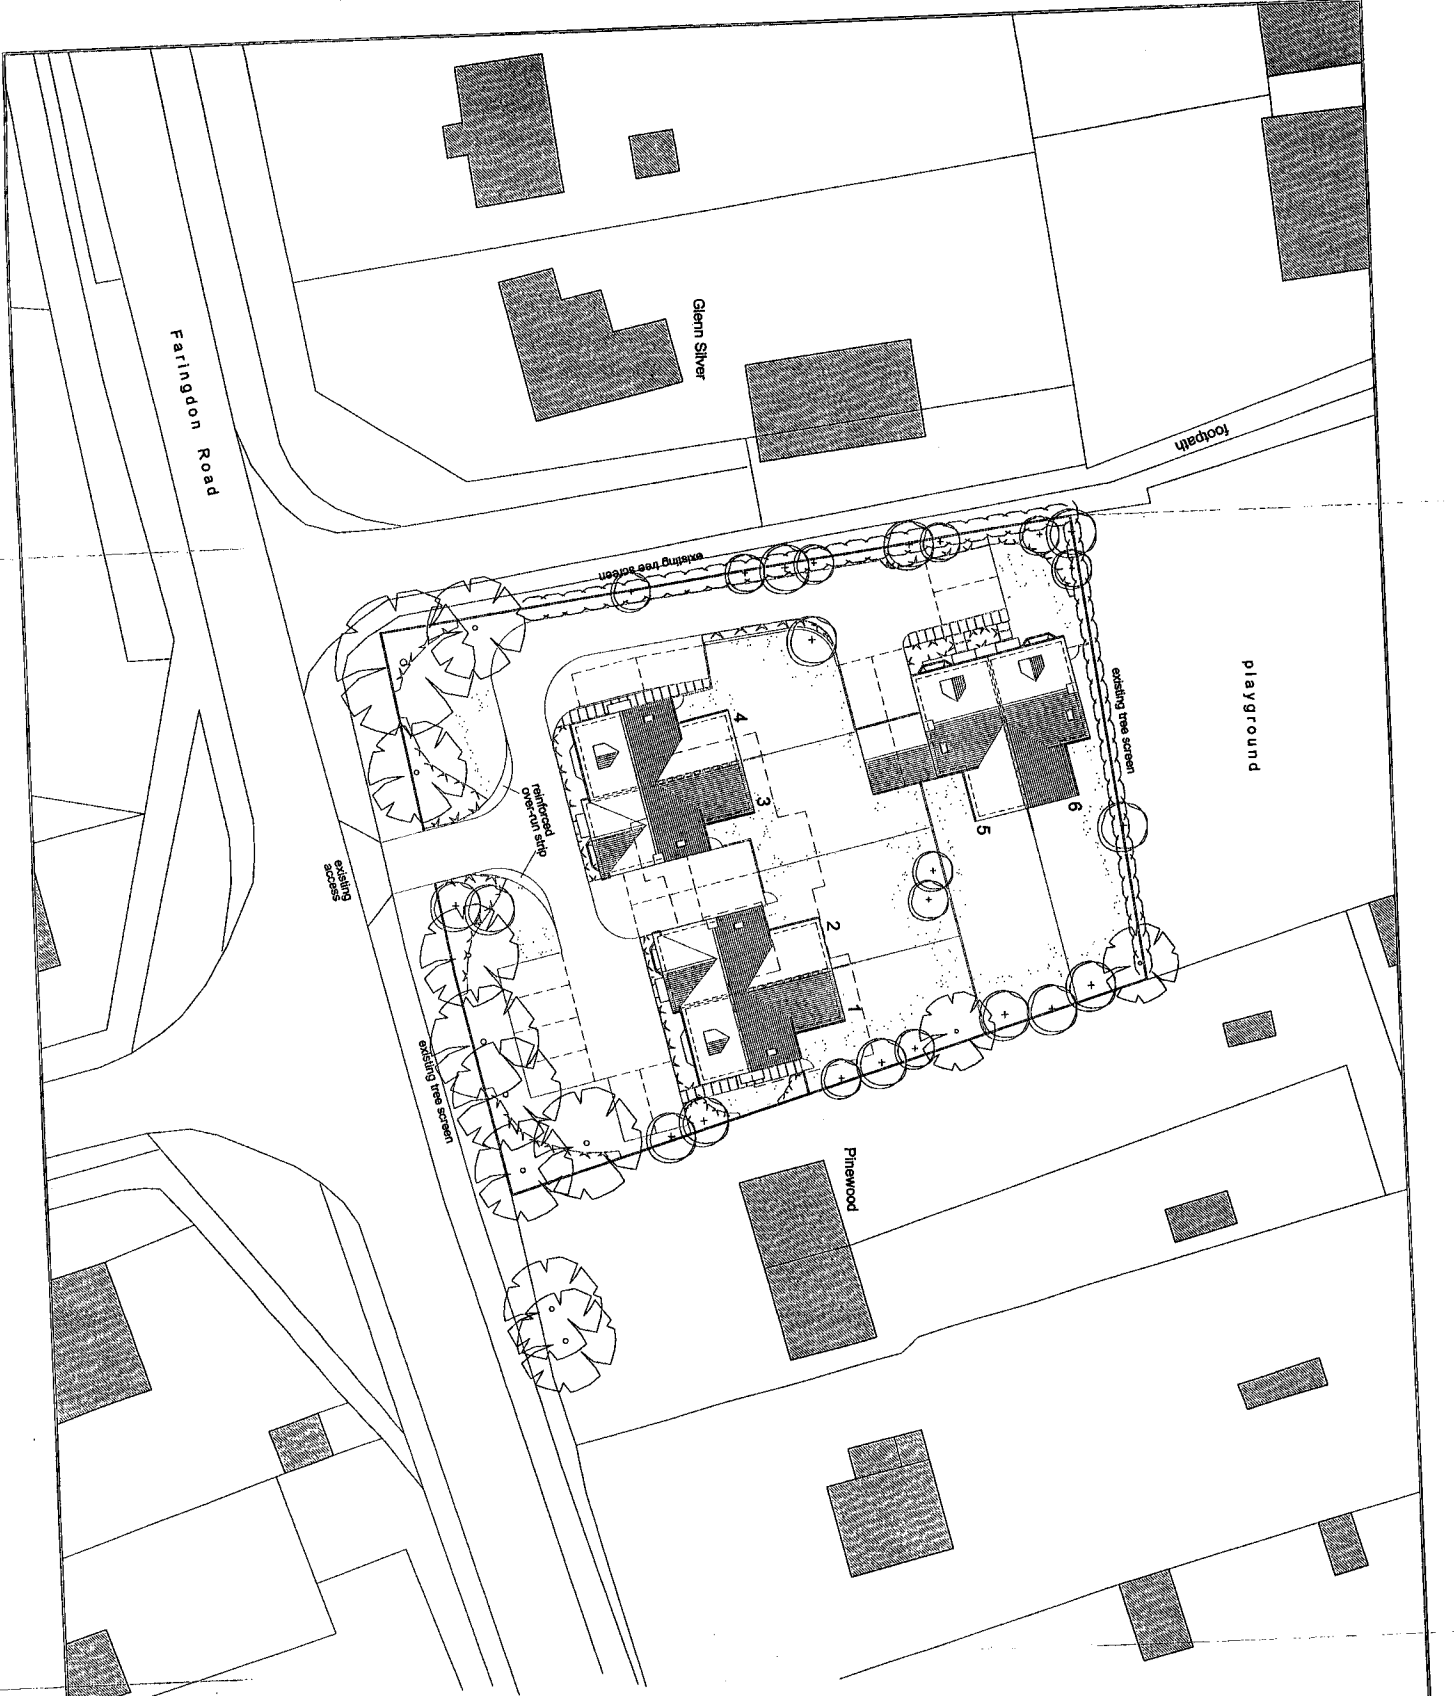 Glenn Silver
Faringdon Road
footpath
existing tree screen
playground
existing tree screen
4
3
6
5
reinforced
over-run strip
existing
access
2
1
existing tree screen
Pinewood